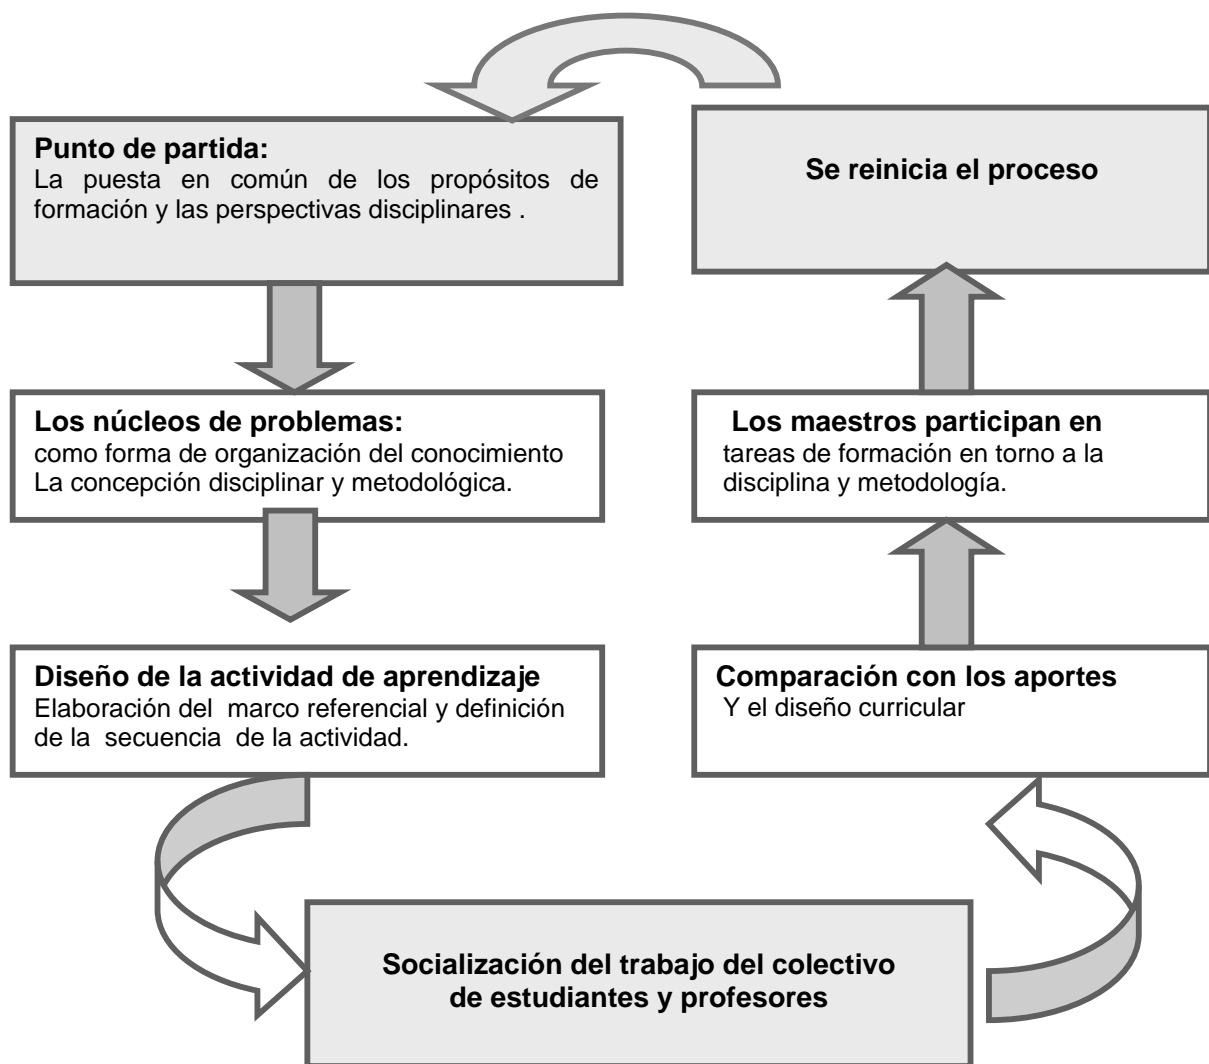 Punto de partida:
La puesta en común de los propósitos de
formación y las perspectivas disciplinares .
Los núcleos de problemas:
como forma de organización del conocimiento
La concepción disciplinar y metodológica.
Diseño de la actividad de aprendizaje
Elaboración del marco referencial y definición
de la secuencia de la actividad.
Socialización del trabajo del colectivo
de estudiantes y profesores
Comparación con los aportes
Y el diseño curricular
Los maestros participan en
tareas de formación en torno a la
disciplina y metodología.
Se reinicia el proceso